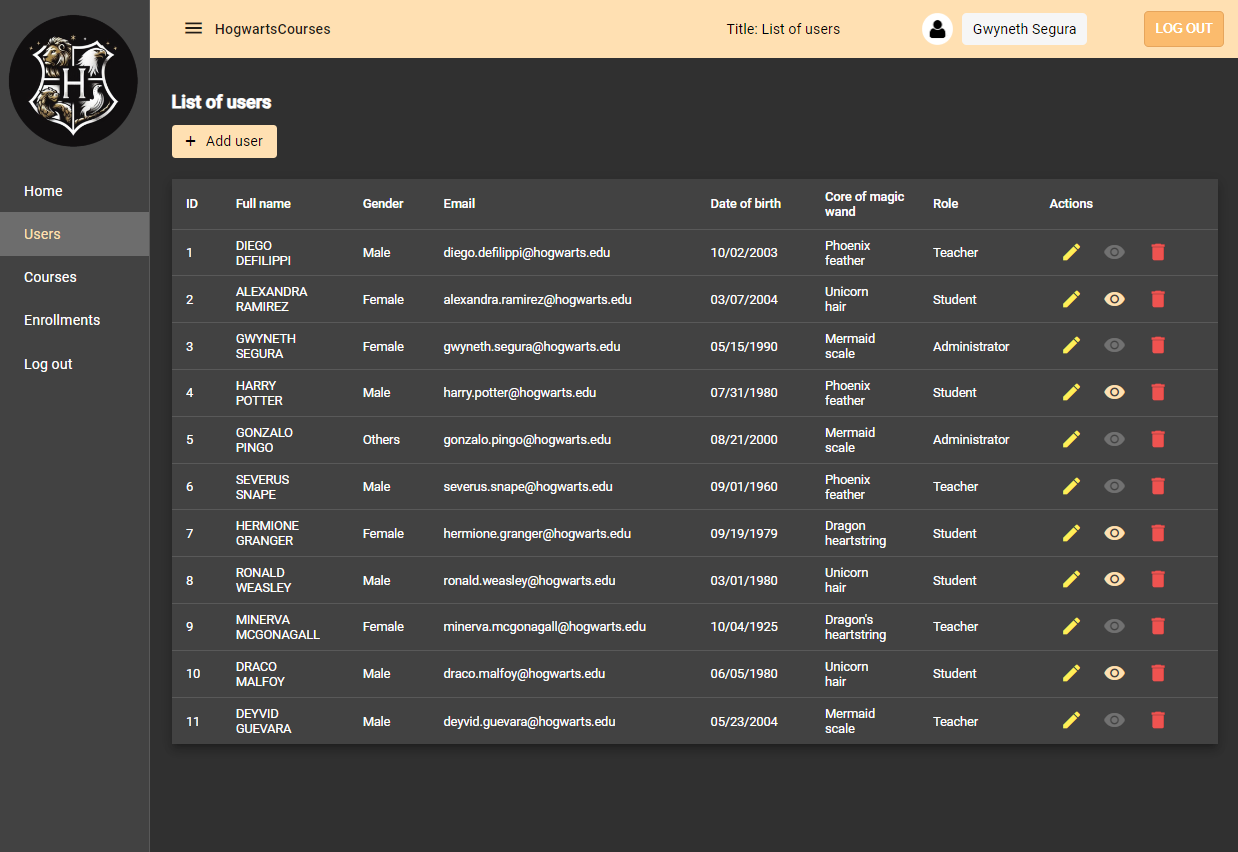 H
HogwartsCourses
Title: List of users
Gwyneth Segura
LOG OUT
Home
Users
Courses
Enrollments
Log out
List of users
+ Add user
ID Full name Gender Email Date of birth Core of magic wand Role Actions
1 DIEGO DEFILIPPI Male diego.defilippi@hogwarts.edu 10/02/2003 Phoenix feather Teacher
2 ALEXANDRA RAMIREZ Female alexandra.ramirez@hogwarts.edu 03/07/2004 Unicorn hair Student
3 GWYNETH SEGURA Female gwyneth.segura@hogwarts.edu 05/15/1990 Mermaid scale Administrator
4 HARRY POTTER Male harry.potter@hogwarts.edu 07/31/1980 Phoenix feather Student
5 GONZALO PINGO Others gonzalo.pingo@hogwarts.edu 08/21/2000 Mermaid scale Administrator
6 SEVERUS SNAPE Male severus.snape@hogwarts.edu 09/01/1960 Phoenix feather Teacher
7 HERMIONE GRANGER Female hermione.granger@hogwarts.edu 09/19/1979 Dragon heartstring Student
8 RONALD WEASLEY Male ronald.weasley@hogwarts.edu 03/01/1980 Unicorn hair Student
9 MINERVA MCGONAGALL Female minerva.mcgonagall@hogwarts.edu 10/04/1925 Dragon's heartstring Teacher
10 DRACO MALFOY Male draco.malfoy@hogwarts.edu 06/05/1980 Unicorn hair Student
11 DEYVID GUEVARA Male deyvid.guevara@hogwarts.edu 05/23/2004 Mermaid scale Teacher